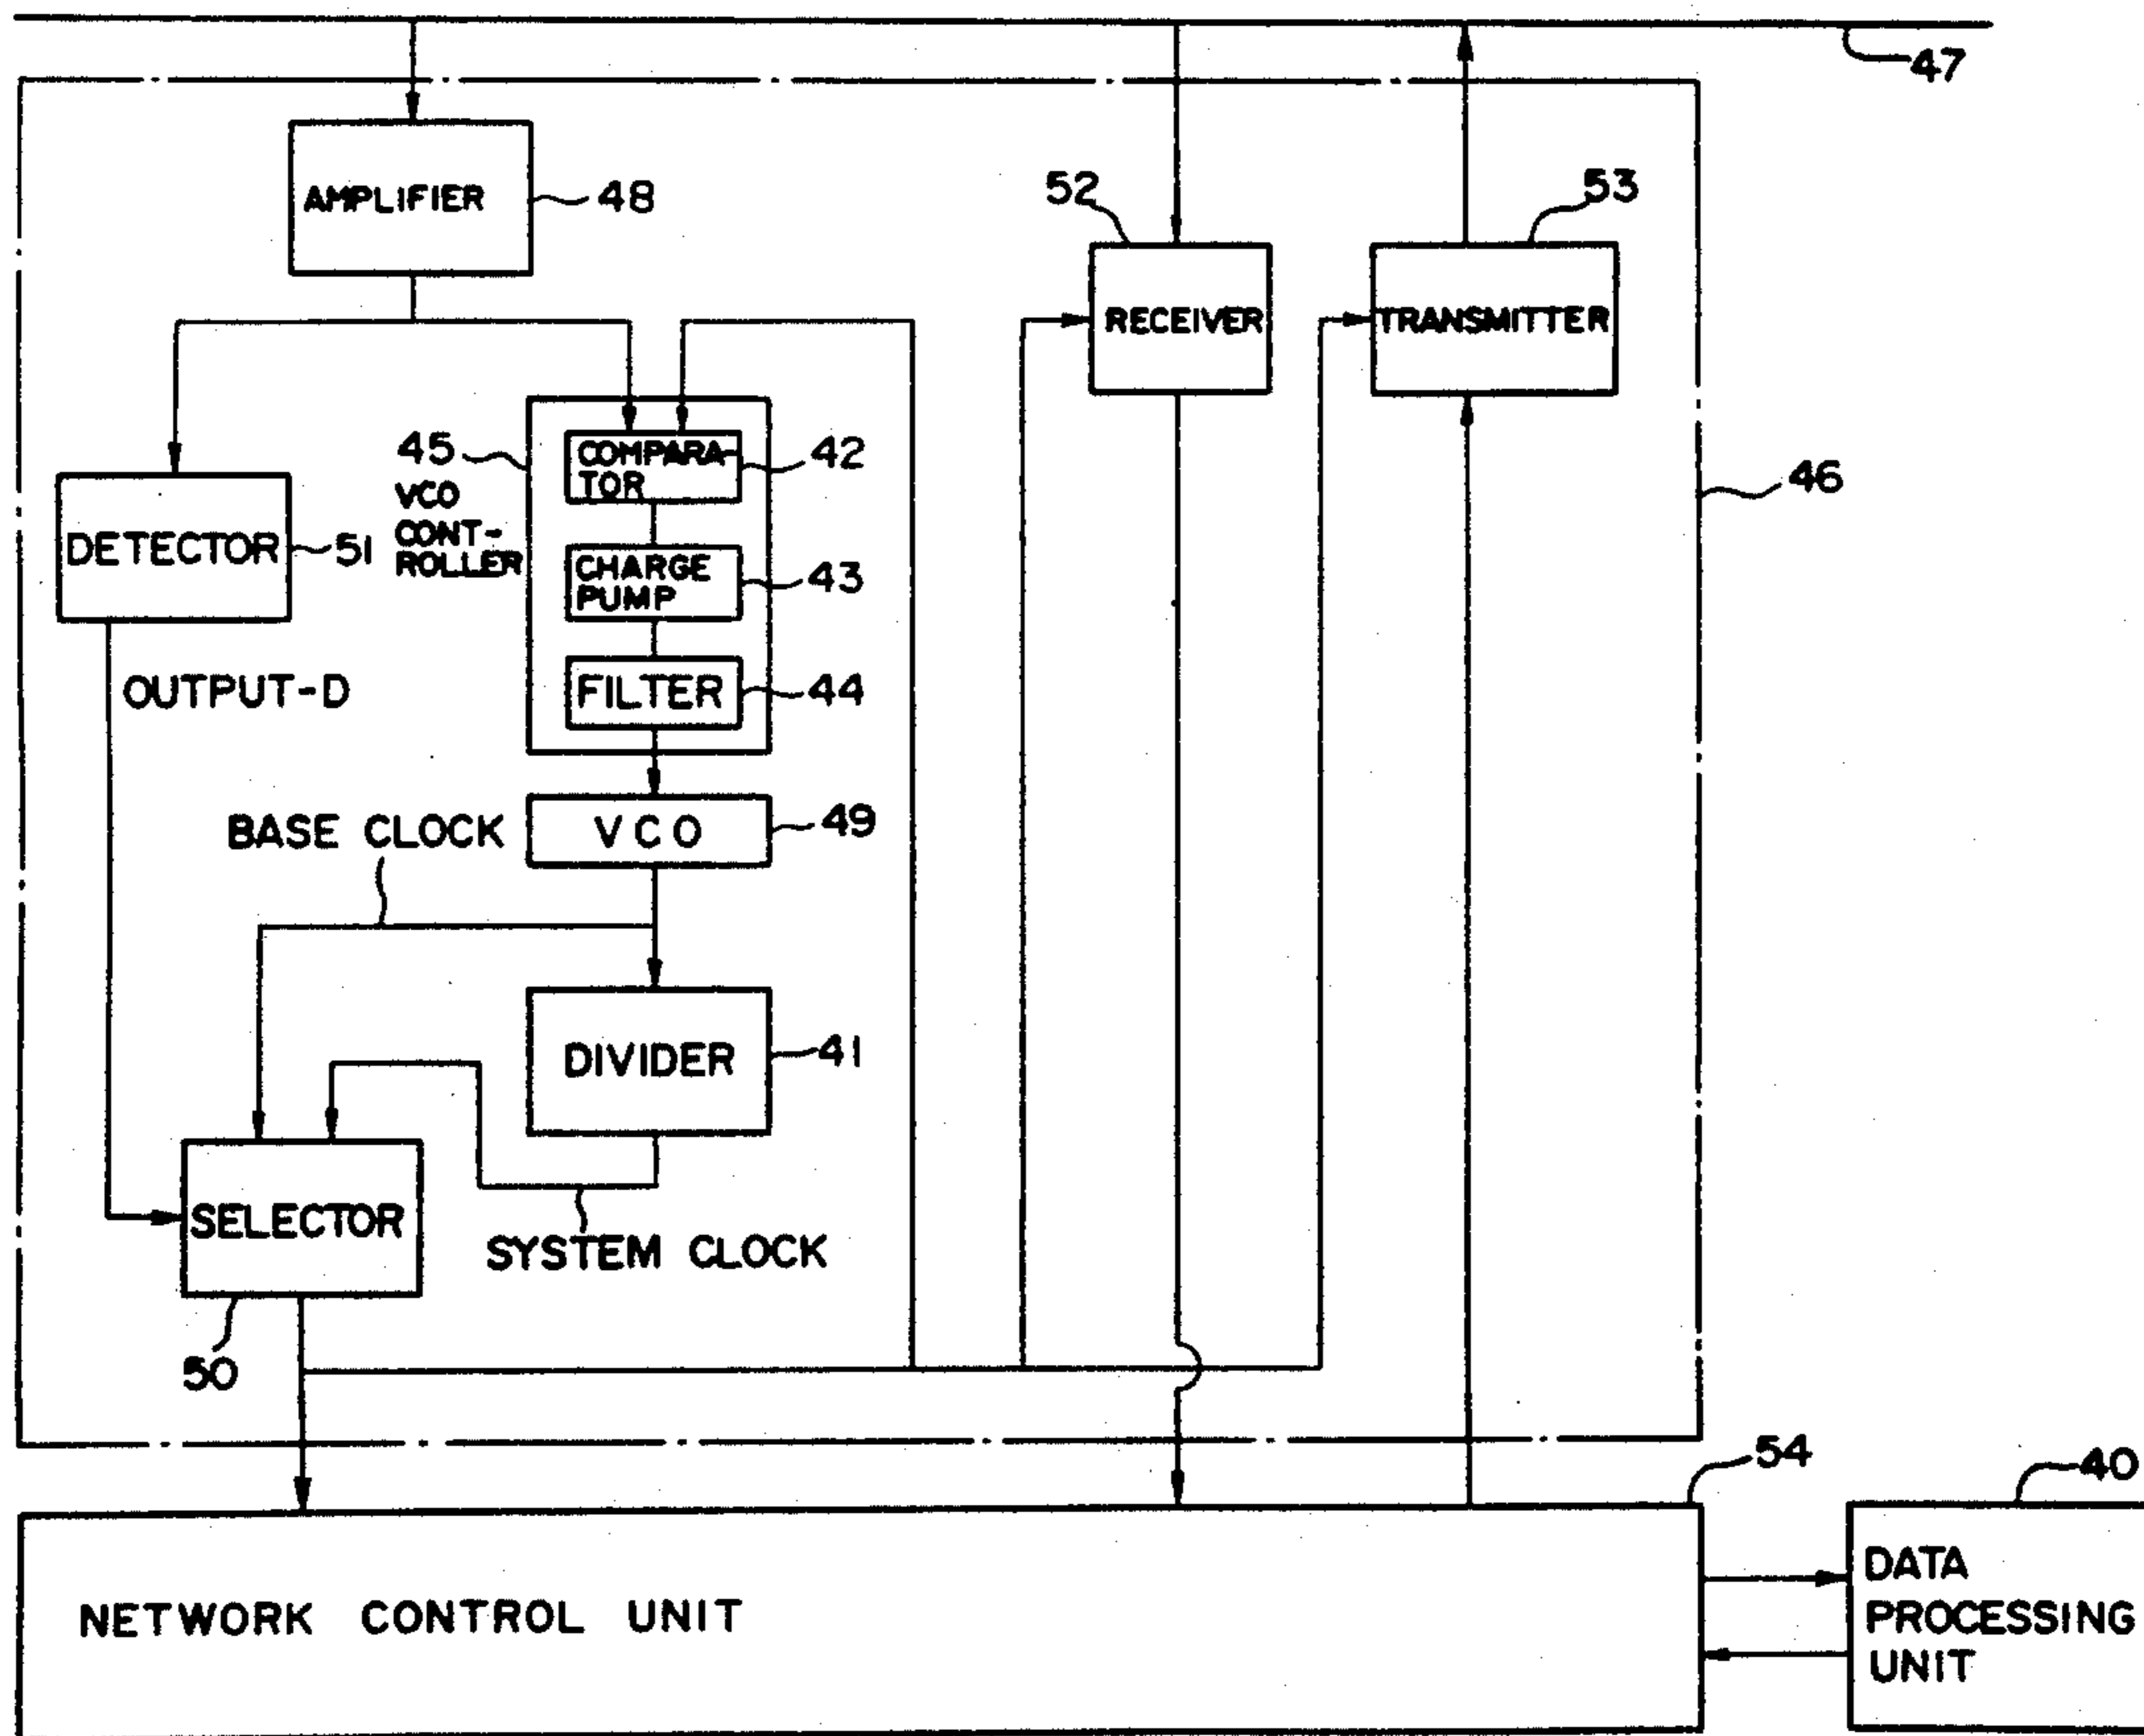 47
AMPLIFIER
48
52
53
RECEIVER
TRANSMITTER
45
VCO
CONT-
ROLLER
COMPARA-
TOR
42
46
DETECTOR
51
CHARGE
PUMP
43
OUTPUT-D
FILTER
44
BASE CLOCK
VCO
49
DIVIDER
41
SELECTOR
SYSTEM CLOCK
50
54
40
NETWORK CONTROL UNIT
DATA
PROCESSING
UNIT